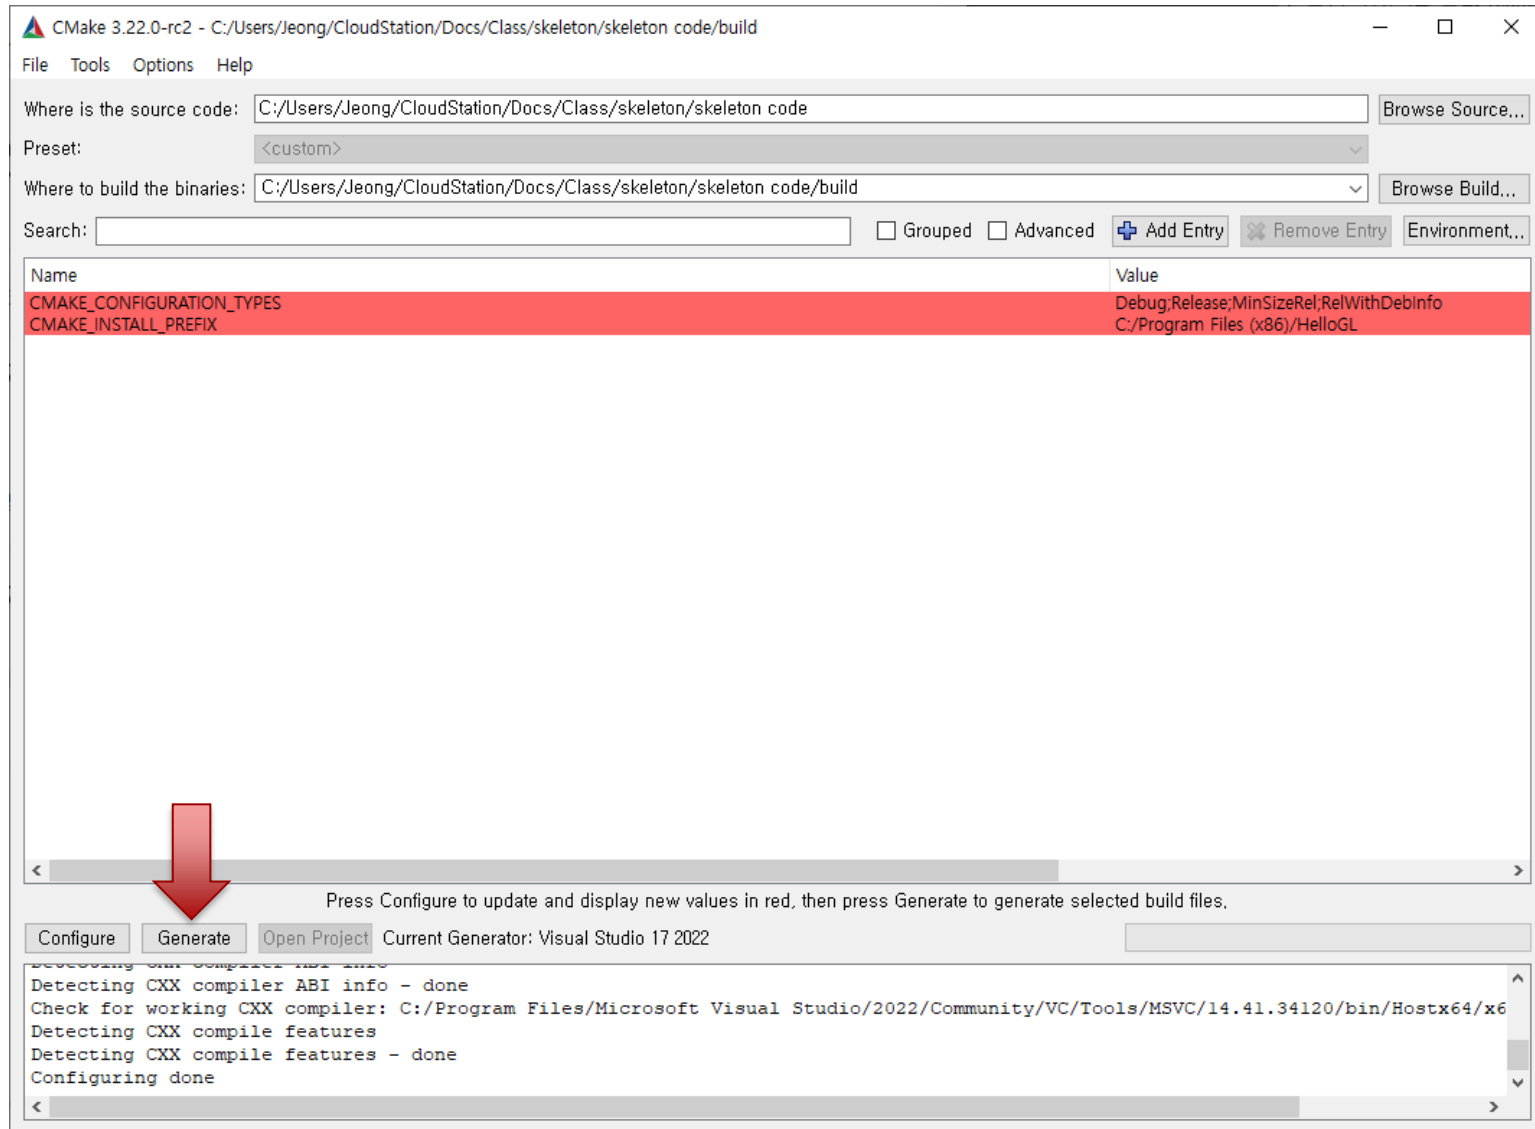 CMake 3.22.0-rc2 - C:/Users/Jeong/CloudStation/Docs/Class/skeleton/skeleton code/build
File Tools Options Help
Where is the source code: C:/Users/Jeong/CloudStation/Docs/Class/skeleton/skeleton code Browse Source...
Preset: <custom>
Where to build the binaries: C:/Users/Jeong/CloudStation/Docs/Class/skeleton/skeleton code/build Browse Build...
Search: Grouped Advanced Add Entry Remove Entry Environment...
Name Value
CMAKE_CONFIGURATION_TYPES Debug;Release;MinSizeRel;RelWithDebInfo
CMAKE_INSTALL_PREFIX C:/Program Files (x86)/HelloGL
Press Configure to update and display new values in red, then press Generate to generate selected build files.
Configure Generate Open Project Current Generator: Visual Studio 17 2022
Detecting CXX compiler ABI info
Detecting CXX compiler ABI info - done
Check for working CXX compiler: C:/Program Files/Microsoft Visual Studio/2022/Community/VC/Tools/MSVC/14.41.34120/bin/Hostx64/x6
Detecting CXX compile features
Detecting CXX compile features - done
Configuring done